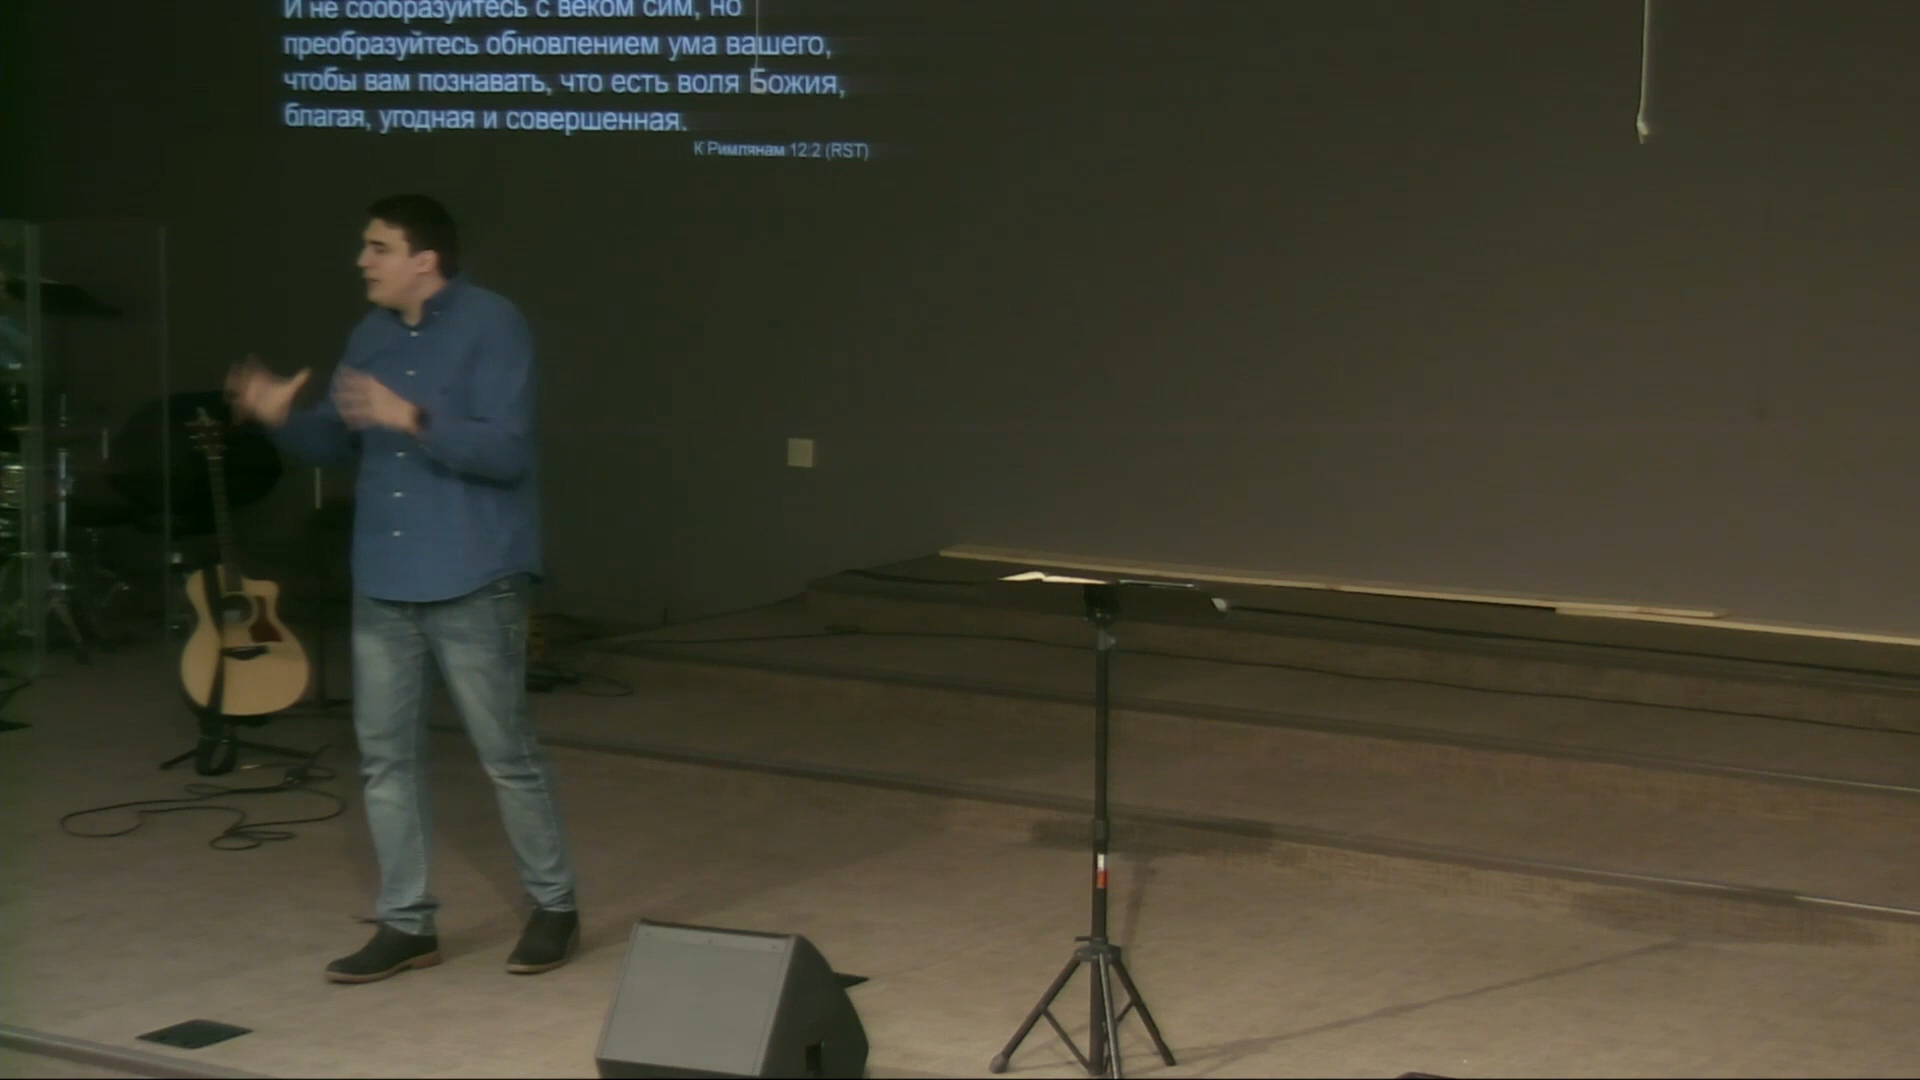 И не сообразуйтесь с веком сим, но
преобразуйтесь обновлением ума вашего,
чтобы вам познавать, что есть воля Божия,
благая, угодная и совершенная.
К Римлянам 12:2 (RST)